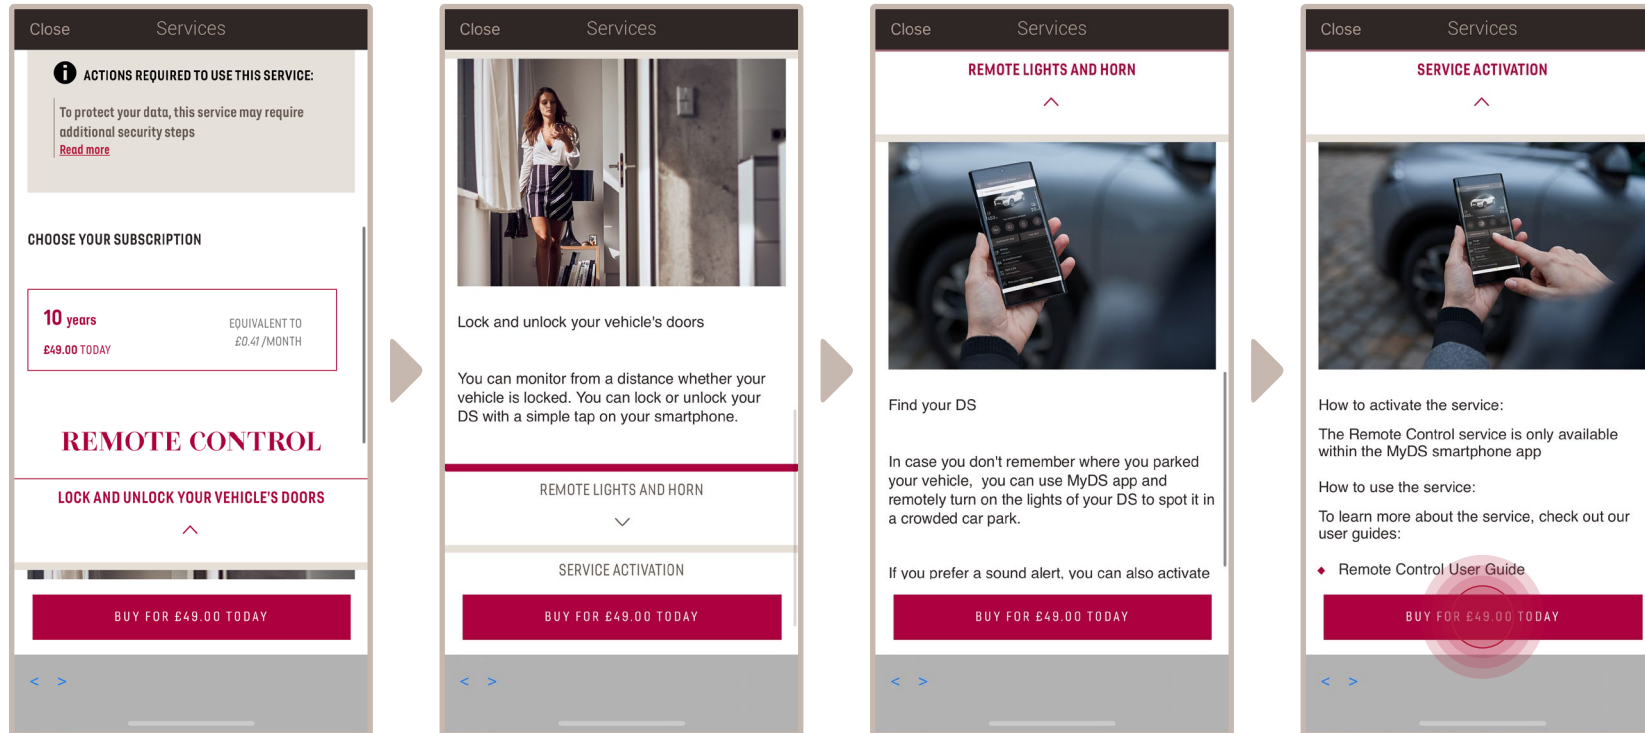 Close Services
ACTIONS REQUIRED TO USE THIS SERVICE:
To protect your data, this service may require
additional security steps
Read more
CHOOSE YOUR SUBSCRIPTION
10 years
£49.00 TODAY
EQUIVALENT TO
£0.41 /MONTH
REMOTE CONTROL
LOCK AND UNLOCK YOUR VEHICLE'S DOORS
BUY FOR £49.00 TODAY
< >
Close Services
Lock and unlock your vehicle's doors
You can monitor from a distance whether your
vehicle is locked. You can lock or unlock your
DS with a simple tap on your smartphone.
REMOTE LIGHTS AND HORN
SERVICE ACTIVATION
BUY FOR £49.00 TODAY
< >
Close Services
REMOTE LIGHTS AND HORN
Find your DS
In case you don't remember where you parked
your vehicle, you can use MyDS app and
remotely turn on the lights of your DS to spot it in
a crowded car park.
If you prefer a sound alert, you can also activate
BUY FOR £49.00 TODAY
< >
Close Services
SERVICE ACTIVATION
How to activate the service:
The Remote Control service is only available
within the MyDS smartphone app
How to use the service:
To learn more about the service, check out our
user guides:
Remote Control User Guide
BUY FOR £49.00 TODAY
< >